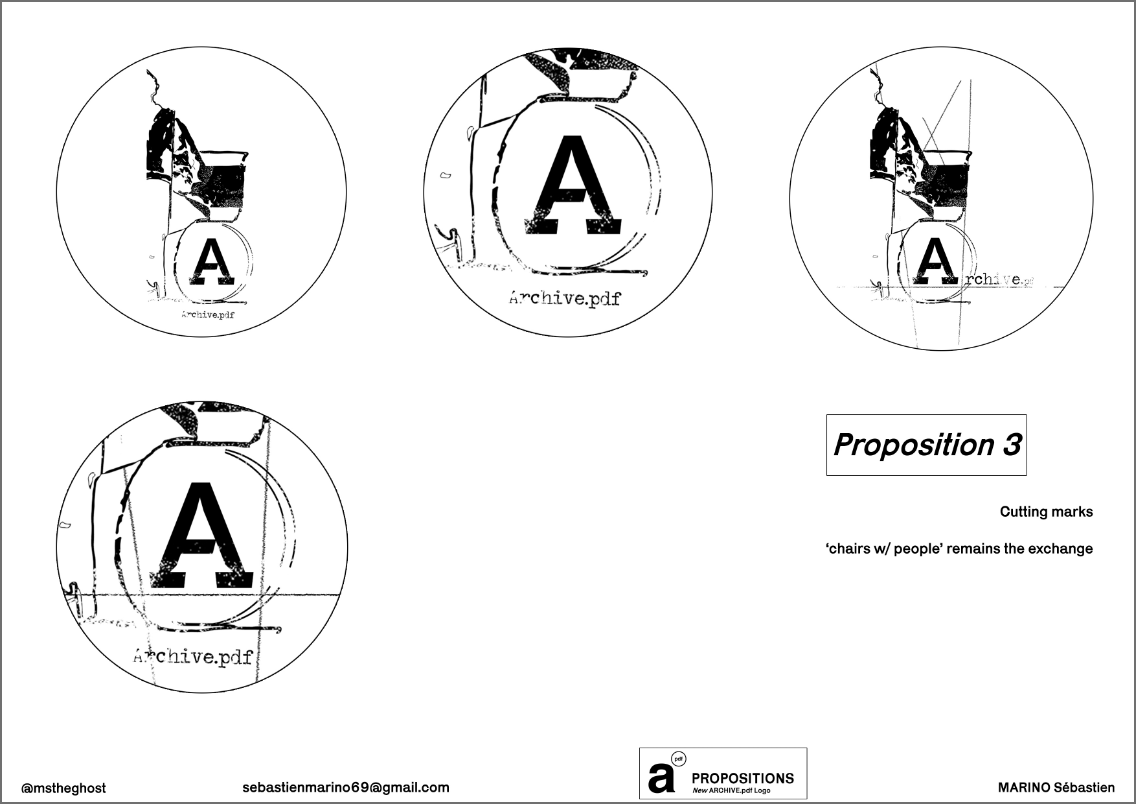 A
Archive.pdf
A
Archive.pdf
A
rchive.pdf
A
Archive.pdf
Proposition 3
Cutting marks
‘chairs w/ people’ remains the exchange
@mstheghost
sebastienmarino69@gmail.com
a
pdf
PROPOSITIONS
New ARCHIVE.pdf Logo
MARINO Sébastien